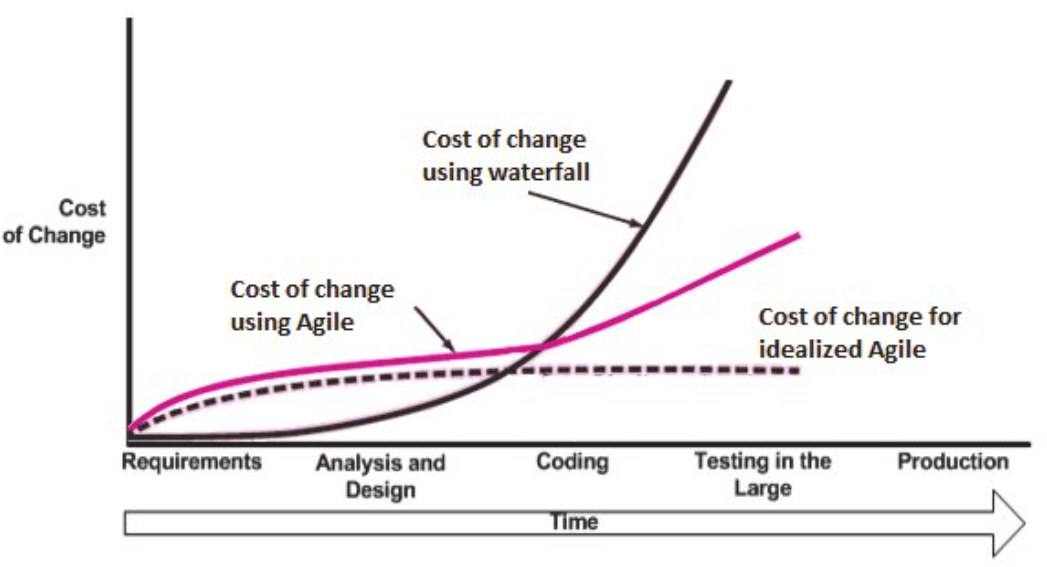 Cost of change
using waterfall
Cost
of Change
Cost of change
using Agile
Cost of change for
idealized Agile
Requirements
Analysis and
Design
Coding
Testing in the
Large
Production
Time